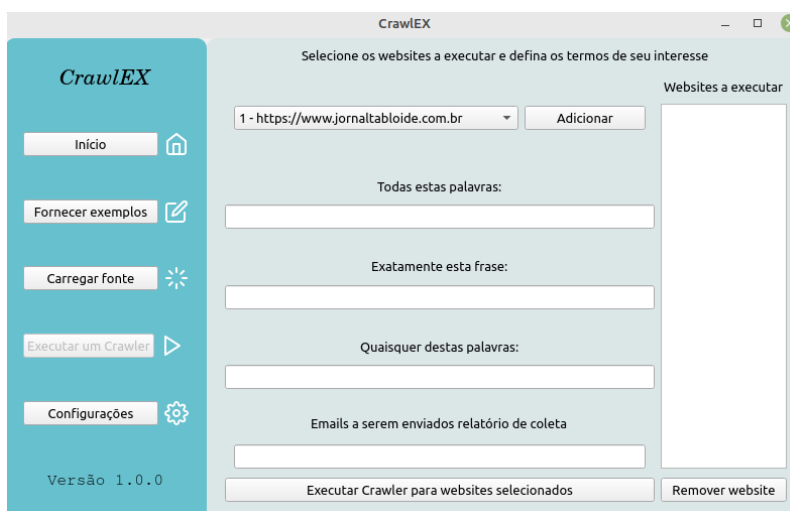 CrawlEX
CrawlEX
Início
Fornecer exemplos
Carregar fonte
Executar um Crawler
Configurações
Versão 1.0.0
Selecione os websites a executar e defina os termos de seu interesse
1 - https://www.jornaltabloide.com.br
Adicionar
Todas estas palavras:
Exatamente esta frase:
Quaisquer destas palavras:
Emails a serem enviados relatório de coleta
Executar Crawler para websites selecionados
Websites a executar
Remover website